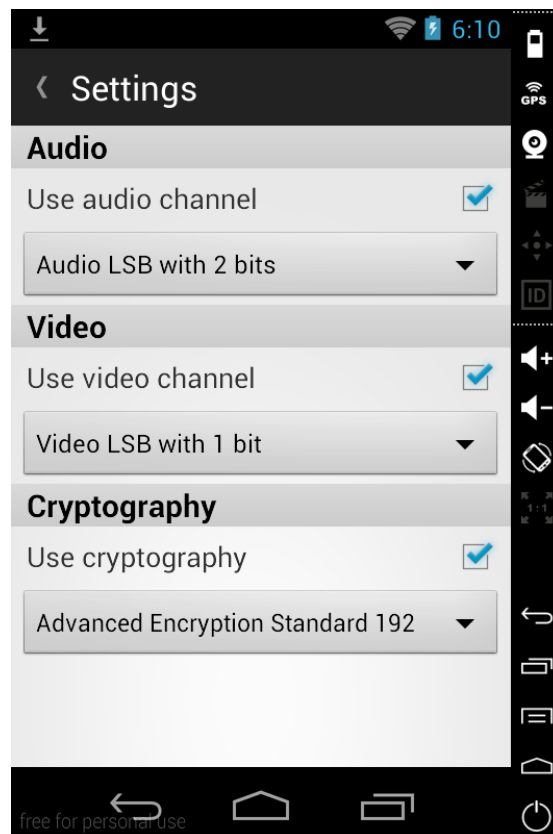 6:10
Settings
GPS
Audio
Use audio channel
Audio LSB with 2 bits
ID
Video
Use video channel
Video LSB with 1 bit
Cryptography
1:1
Use cryptography
Advanced Encryption Standard 192
free for personal use